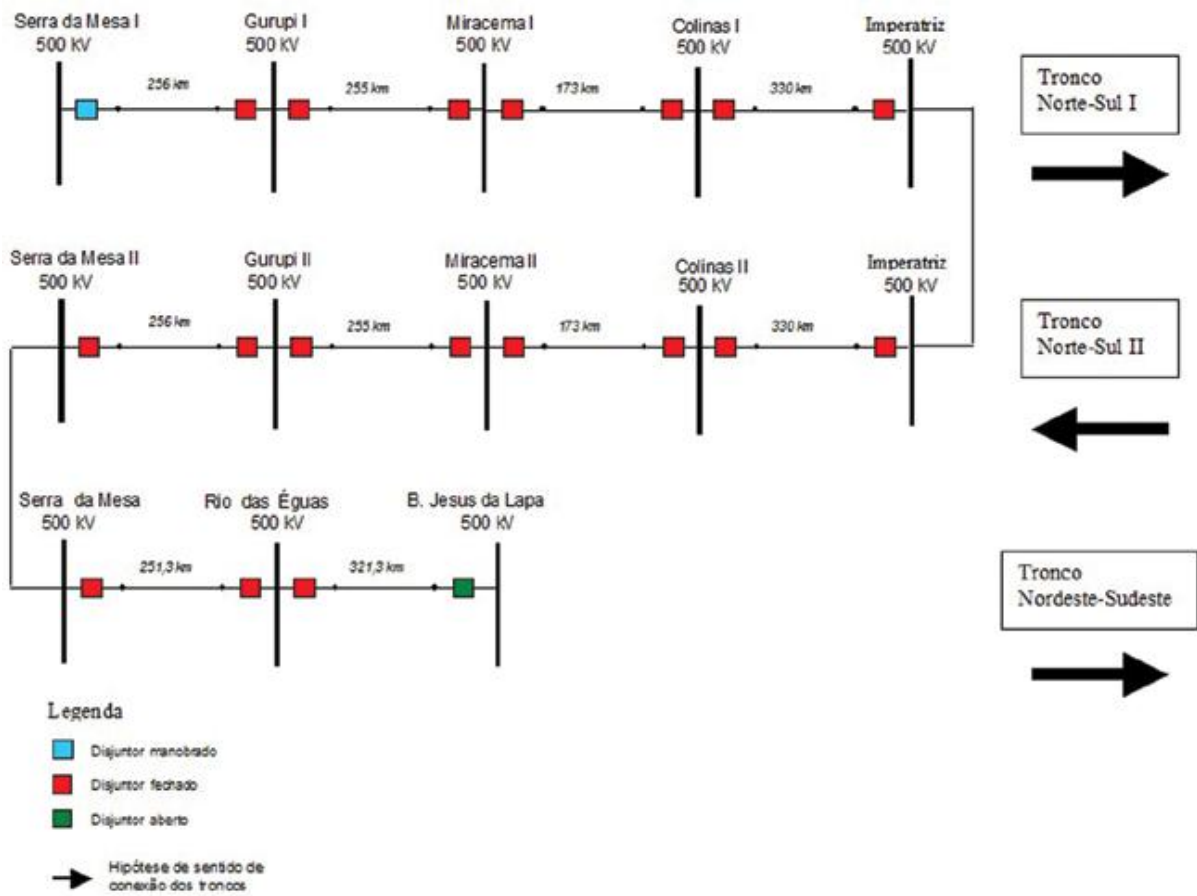 Serra da Mesa I
500 kV
Gurupi I
500 kV
Miracema I
500 kV
Colinas I
500 kV
Imperatriz
500 kV
256 km
255 km
173 km
330 km
Tronco
Norte-Sul I
Serra da Mesa II
500 kV
Gurupi II
500 kV
Miracema II
500 kV
Colinas II
500 kV
Imperatriz
500 kV
256 km
255 km
173 km
330 km
Tronco
Norte-Sul II
Serra da Mesa
500 kV
Rio das Éguas
500 kV
B. Jesus da Lapa
500 kV
251,3 km
321,3 km
Tronco
Nordeste-Sudeste
Legenda
Disjuntor manobrado
Disjuntor fechado
Disjuntor aberto
Hipótese de sentido de
conexão dos troncos